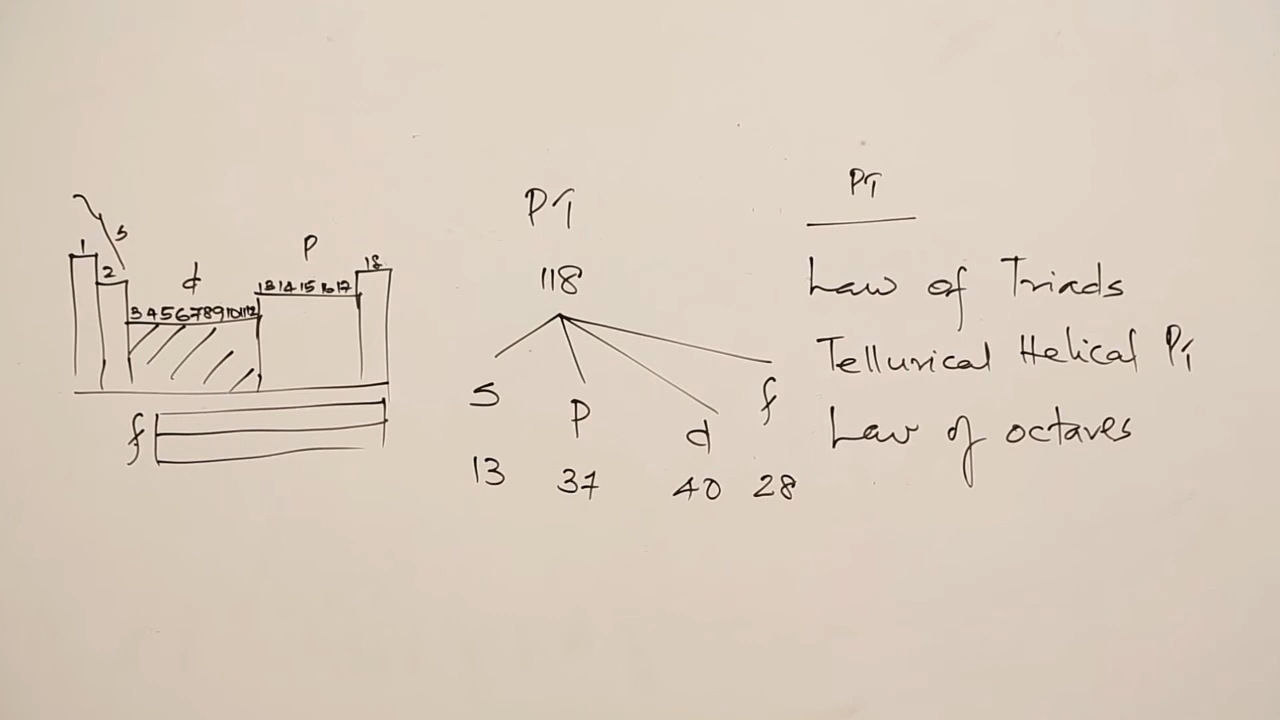 s
1
2
d
P
18
13 14 15 16 17
3 4 5 6 7 8 9 10 11 12
f
PT
118
s p d f
13 37 40 28
PT
Law of Triads
Tellurical Helical PT
Law of octaves